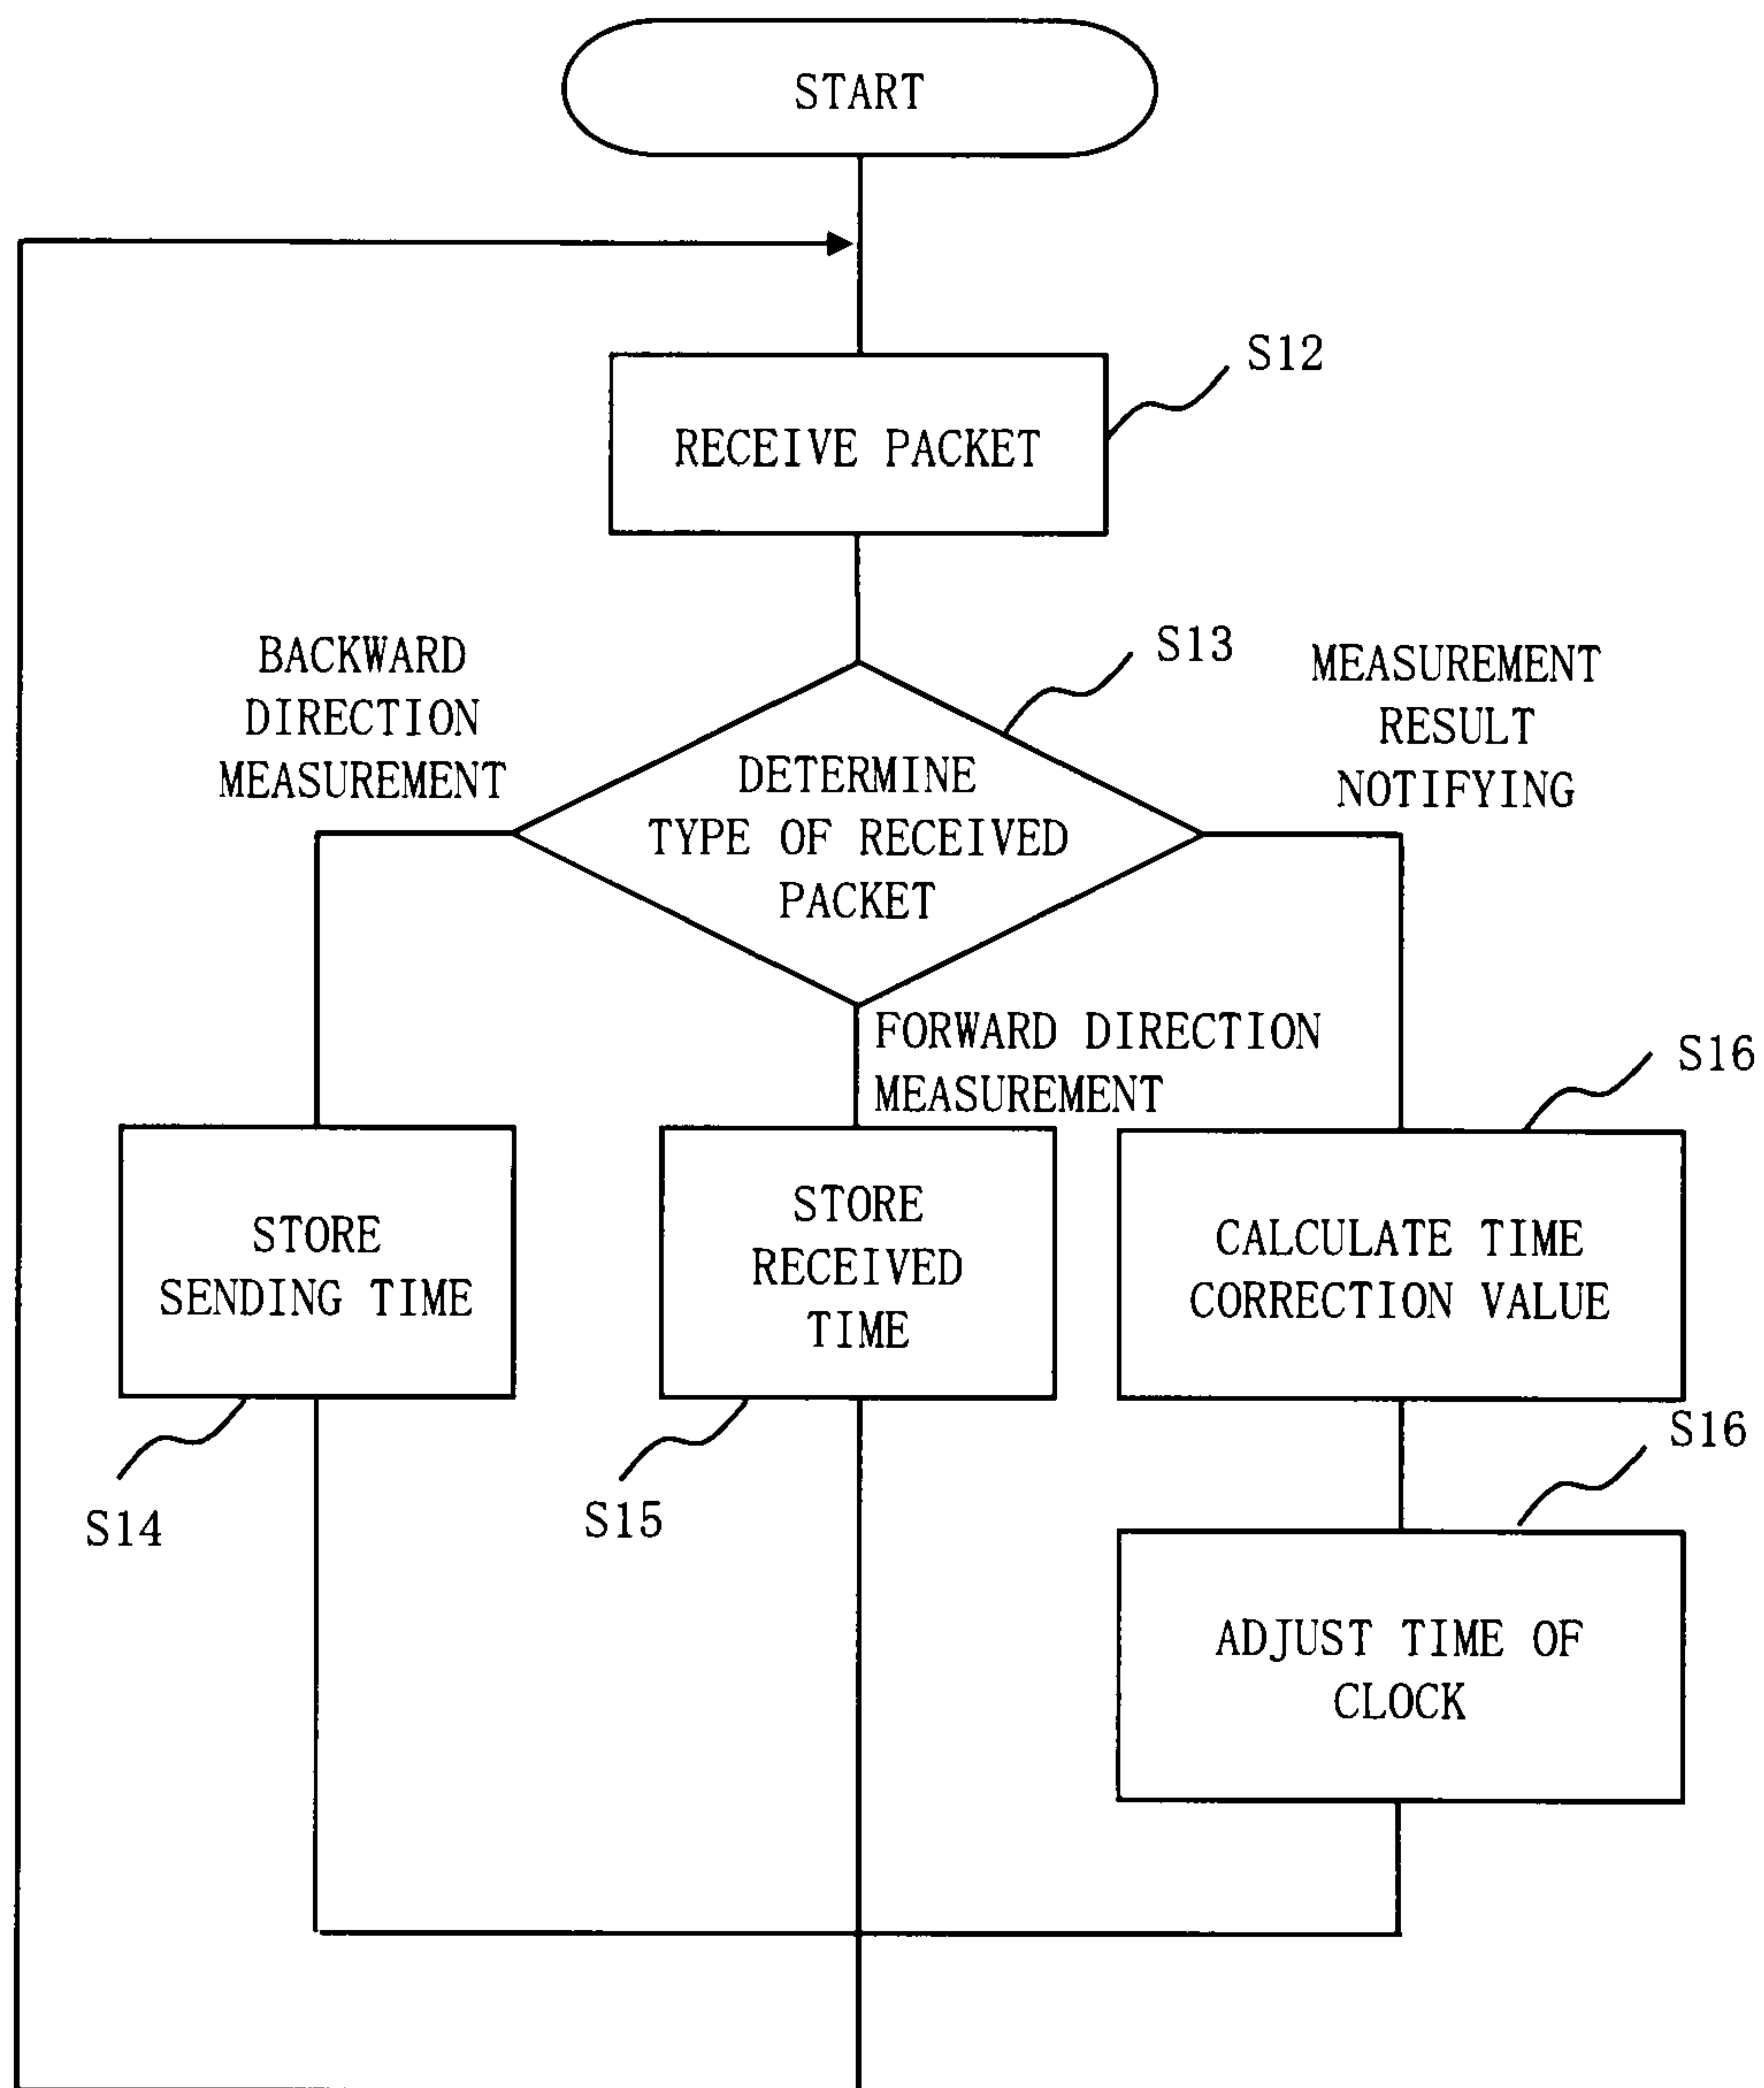 START
S12
RECEIVE PACKET
S13
BACKWARD
DIRECTION
MEASUREMENT
MEASUREMENT
RESULT
NOTIFYING
DETERMINE
TYPE OF RECEIVED
PACKET
FORWARD DIRECTION
MEASUREMENT
S16
STORE
SENDING TIME
STORE
RECEIVED
TIME
CALCULATE TIME
CORRECTION VALUE
S14
S15
S16
ADJUST TIME OF
CLOCK